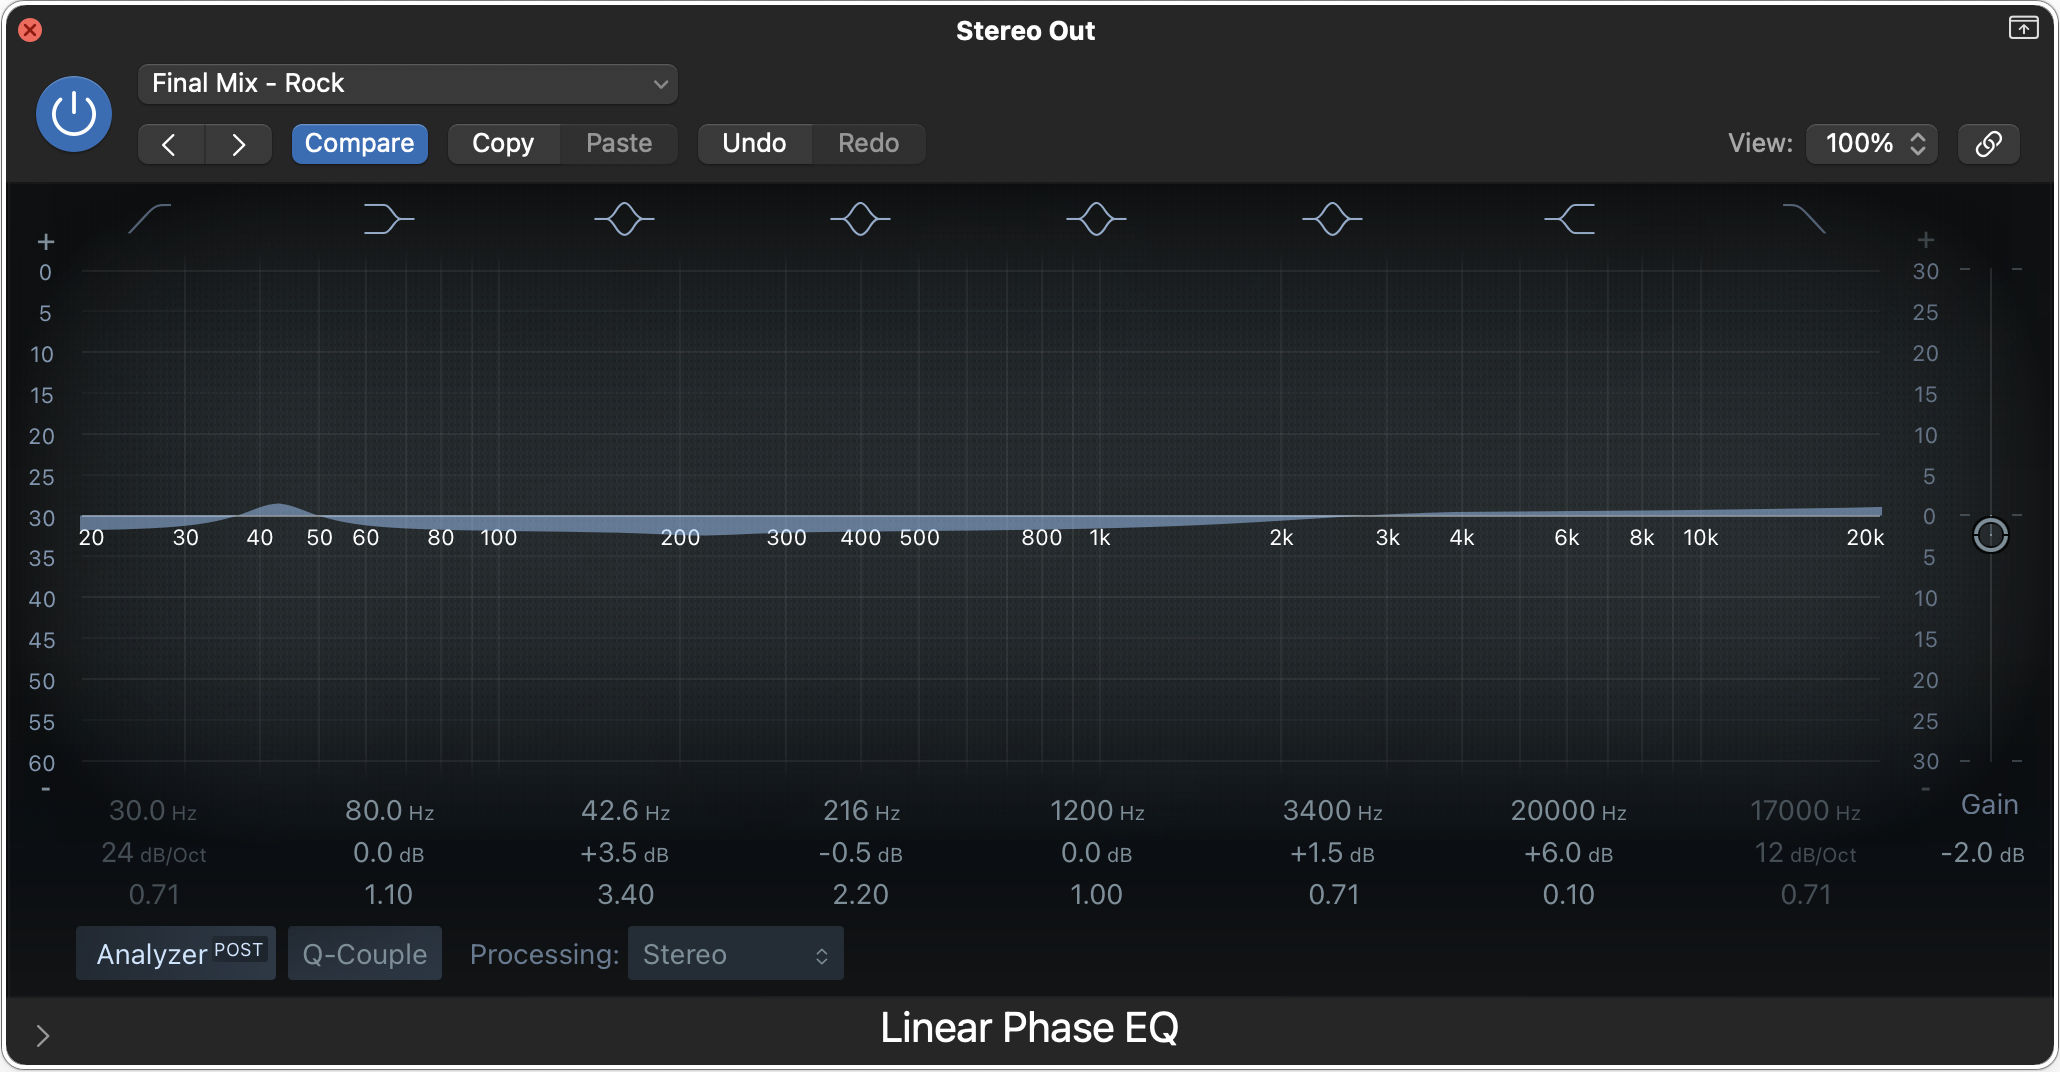 Stereo Out
Final Mix - Rock
Compare Copy Paste Undo Redo View: 100%
+ +
0 30
5 25
10 20
15 15
20 10
25 5
30 0
20 30 40 50 60 80 100 200 300 400 500 800 1k 2k 3k 4k 6k 8k 10k 20k
35 5
40 10
45 15
50 20
55 25
60 30
- -
30.0 Hz 80.0 Hz 42.6 Hz 216 Hz 1200 Hz 3400 Hz 20000 Hz 17000 Hz Gain
24 dB/Oct 0.0 dB +3.5 dB -0.5 dB 0.0 dB +1.5 dB +6.0 dB 12 dB/Oct -2.0 dB
0.71 1.10 3.40 2.20 1.00 0.71 0.10 0.71
Analyzer POST Q-Couple Processing: Stereo
Linear Phase EQ